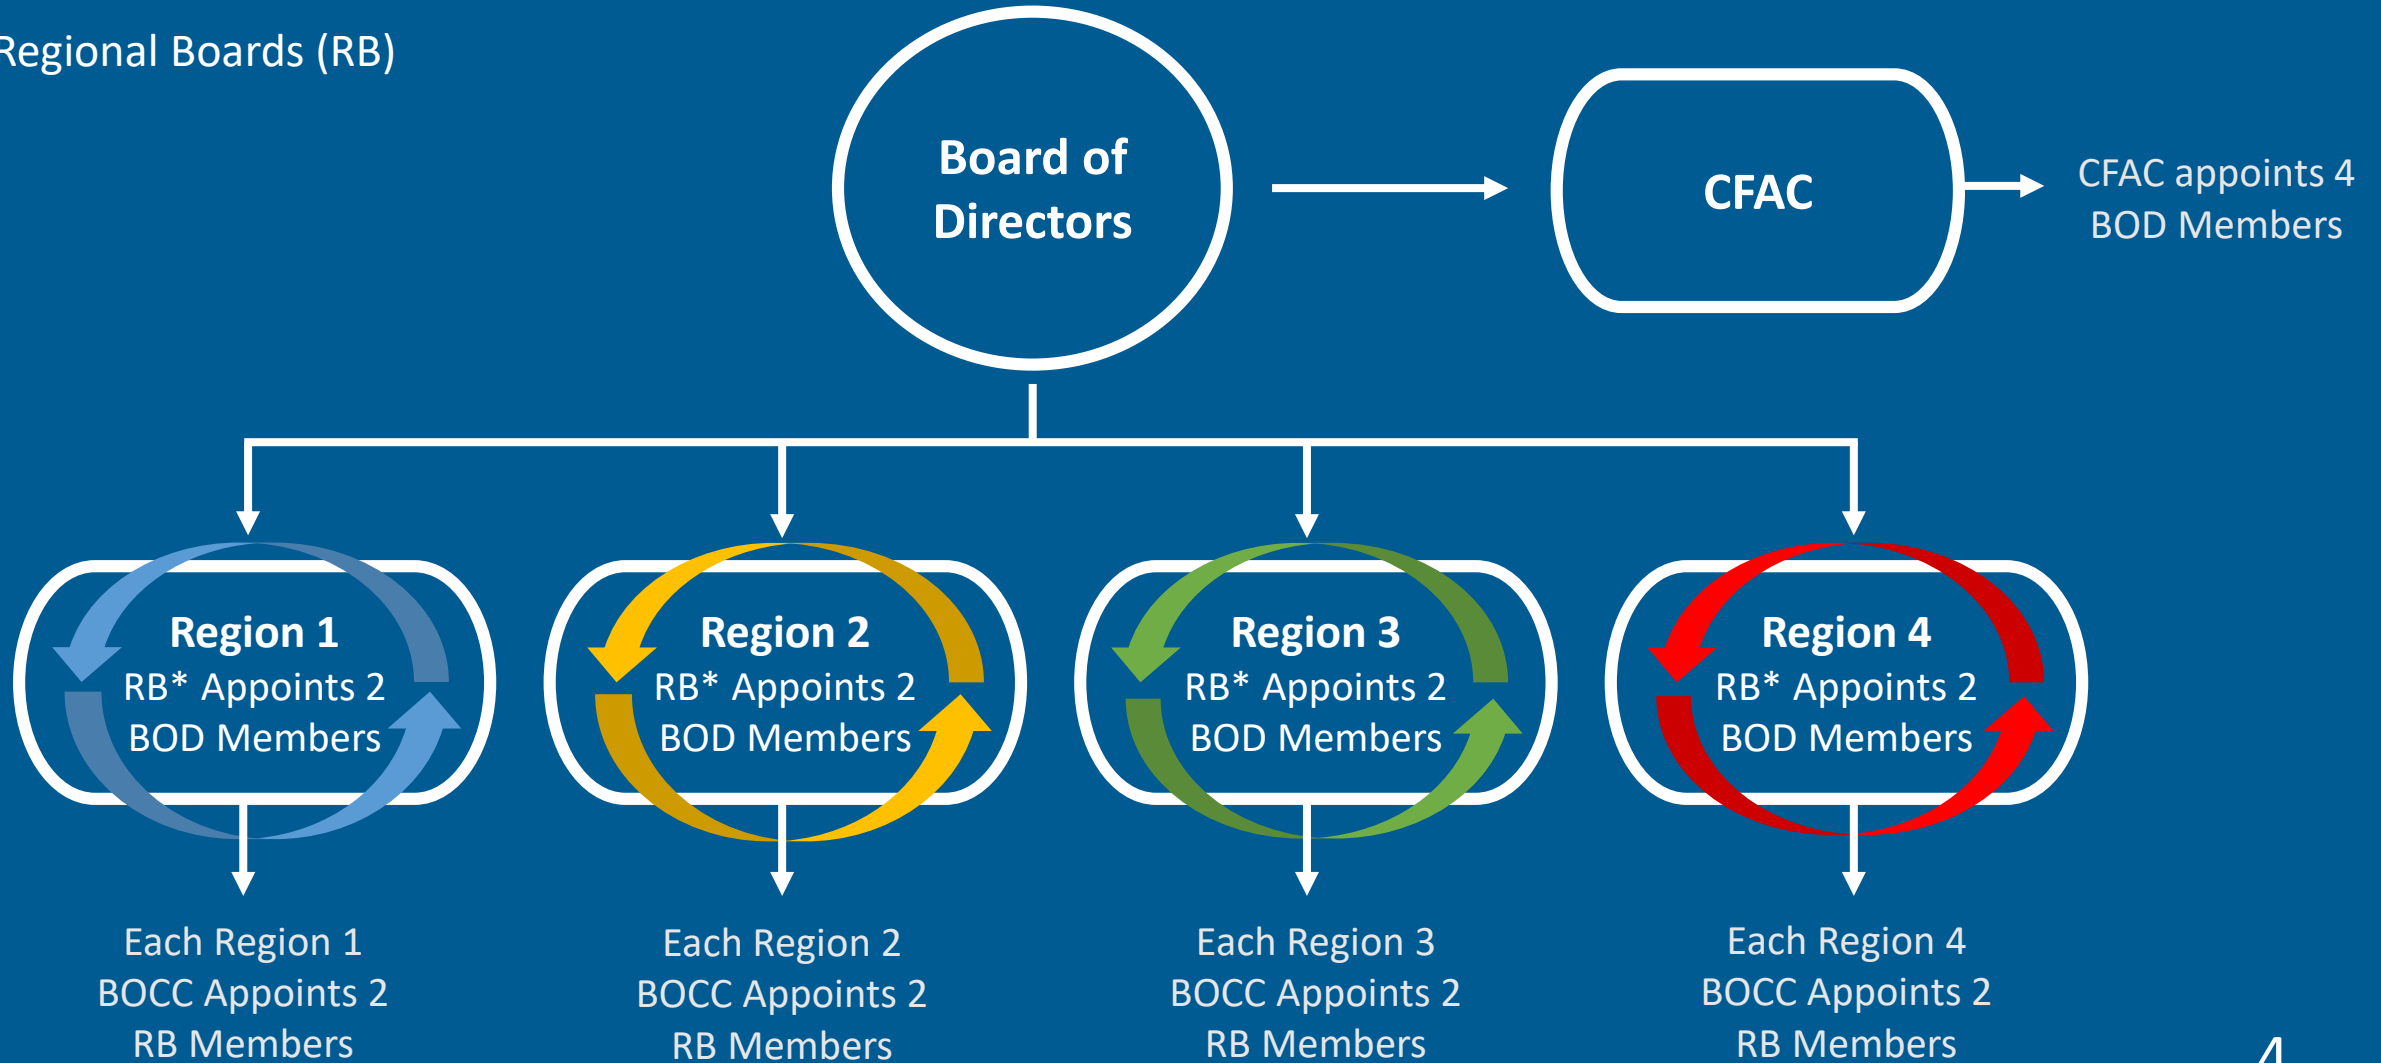 Regional Boards (RB)
Board of
Directors
CFAC
CFAC appoints 4
BOD Members
Region 1
RB* Appoints 2
BOD Members
Region 2
RB* Appoints 2
BOD Members
Region 3
RB* Appoints 2
BOD Members
Region 4
RB* Appoints 2
BOD Members
Each Region 1
BOCC Appoints 2
RB Members
Each Region 2
BOCC Appoints 2
RB Members
Each Region 3
BOCC Appoints 2
RB Members
Each Region 4
BOCC Appoints 2
RB Members
4